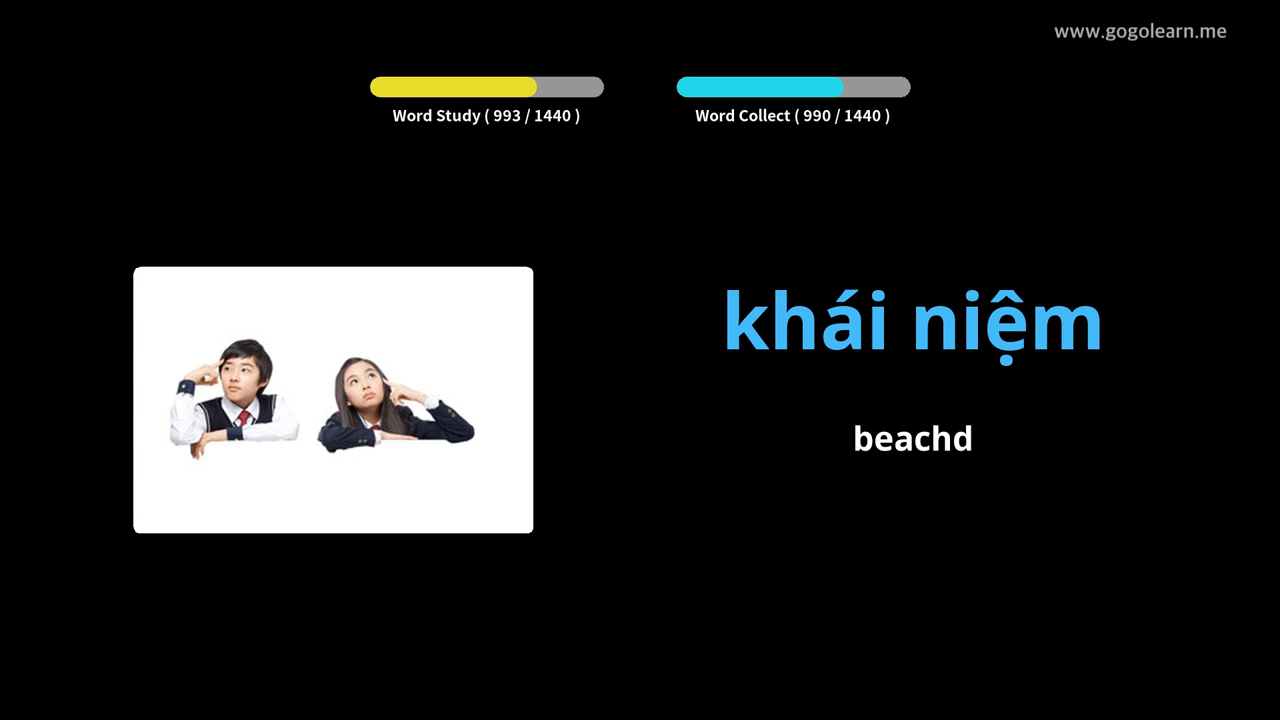 www.gogolearn.me
Word Study ( 993 / 1440 )
Word Collect ( 990 / 1440 )
khái niệm
beachd